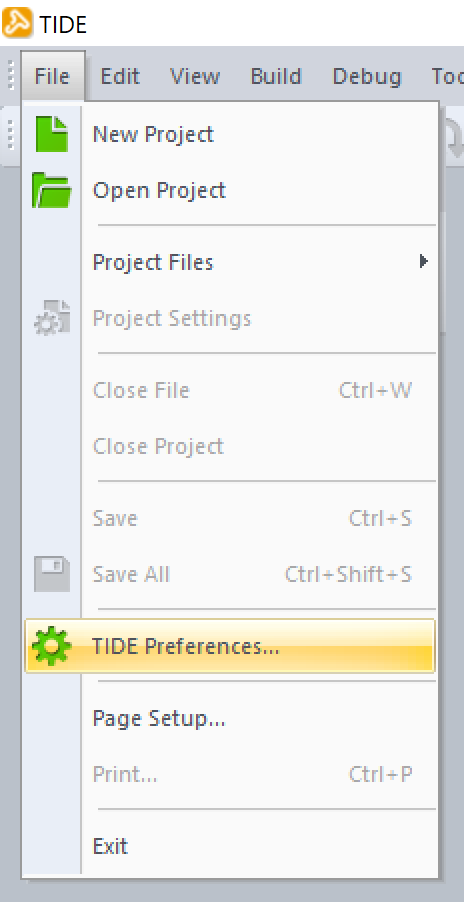 TIDE
File Edit View Build Debug Too
New Project
Open Project
Project Files
Project Settings
Close File Ctrl+W
Close Project
Save Ctrl+S
Save All Ctrl+Shift+S
TIDE Preferences...
Page Setup...
Print... Ctrl+P
Exit